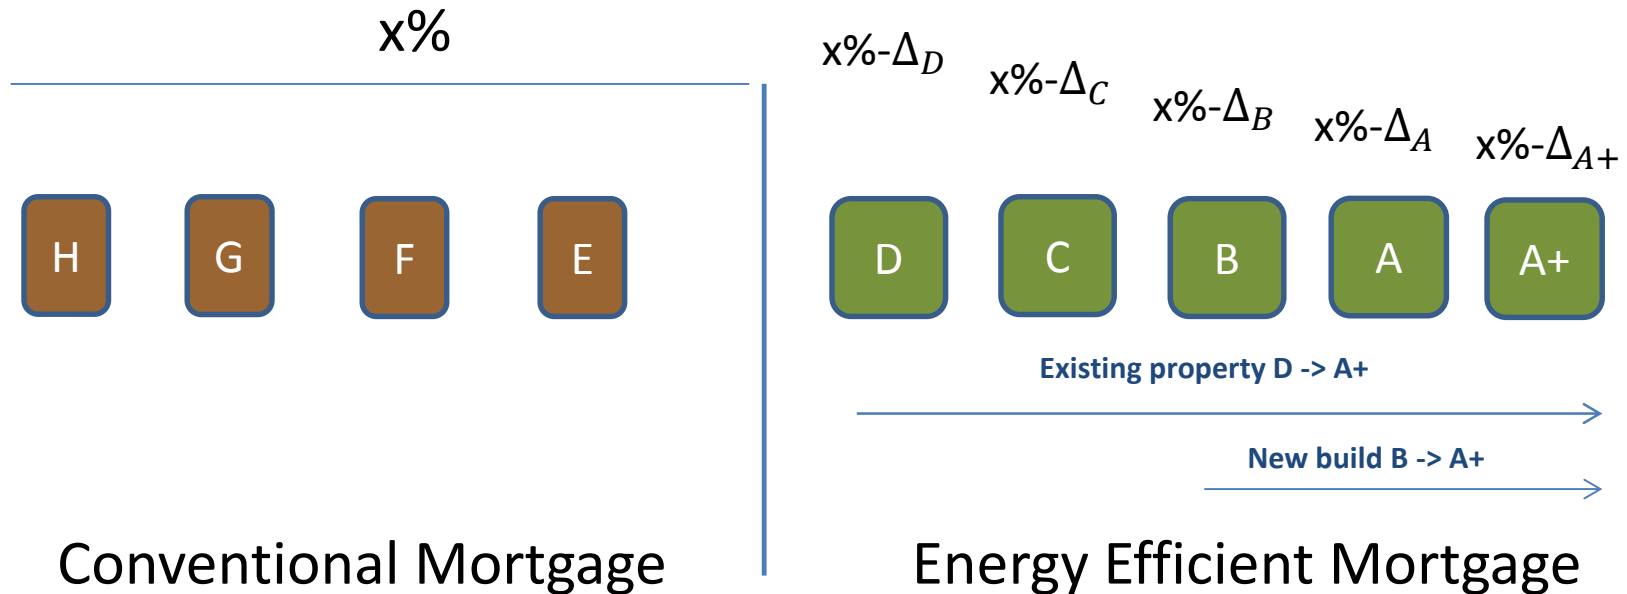 x%
x%-Δ_D
x%-Δ_C
x%-Δ_B
x%-Δ_A
x%-Δ_A+
H
G
F
E
D
C
B
A
A+
Existing property D -> A+
New build B -> A+
Conventional Mortgage
Energy Efficient Mortgage